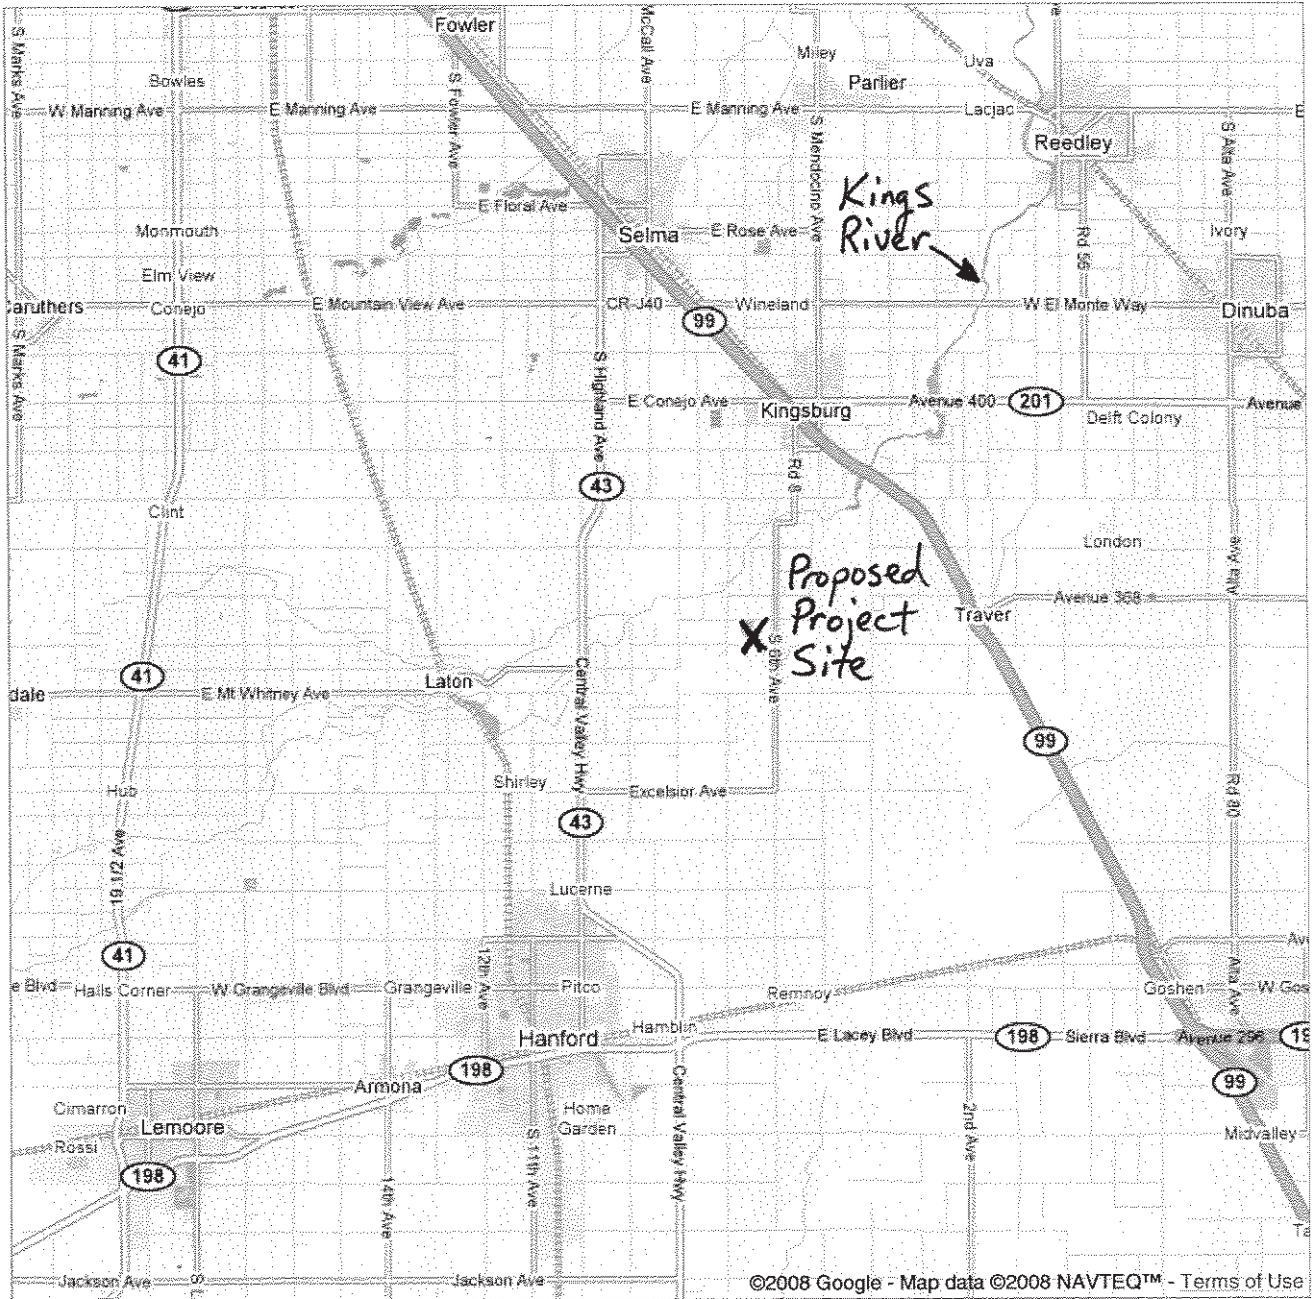 Fowler
S Marks Ave
Bowles
McCall Ave
Miley
Parlier
Uva
W Manning Ave
E Manning Ave
S Fowler Ave
E Manning Ave
Lacjac
Reedley
S Mendocino Ave
S Alta Ave
Kings
River
E Floral Ave
Monmouth
Selma
E Rose Ave
Rd 56
Ivory
Elm View
Caruthers
Conejo
E Mountain View Ave
CR-J40
Wineland
W El Monte Way
Dinuba
99
S Marks Ave
41
S Highland Ave
E Conejo Ave
Kingsburg
Avenue 400
201
Avenue
Delft Colony
Rd 8
43
Clint
London
Proposed
Project
Site
X
S 6th Ave
Traver
Avenue 368
41
dale
E Mt Whitney Ave
Laton
Central Valley Hwy
99
Hub
Shirley
Excelsior Ave
Rd 80
43
19 1/2 Ave
Lucerne
41
12th Ave
Alta Ave
e Blvd
Halls Corner
W Grangeville Blvd
Grangeville
Pitco
Remnoy
Goshen
W Gos
Hanford
Hamblin
E Lacey Blvd
198
Sierra Blvd
Avenue 296
19
198
Armona
99
Cimarron
Lemoore
Home
Garden
Central Valley Hwy
2nd Ave
Midvalley
Rossi
198
14th Ave
S 11th Ave
Ta
Jackson Ave
Jackson Ave
©2008 Google - Map data ©2008 NAVTEQ™ - Terms of Use